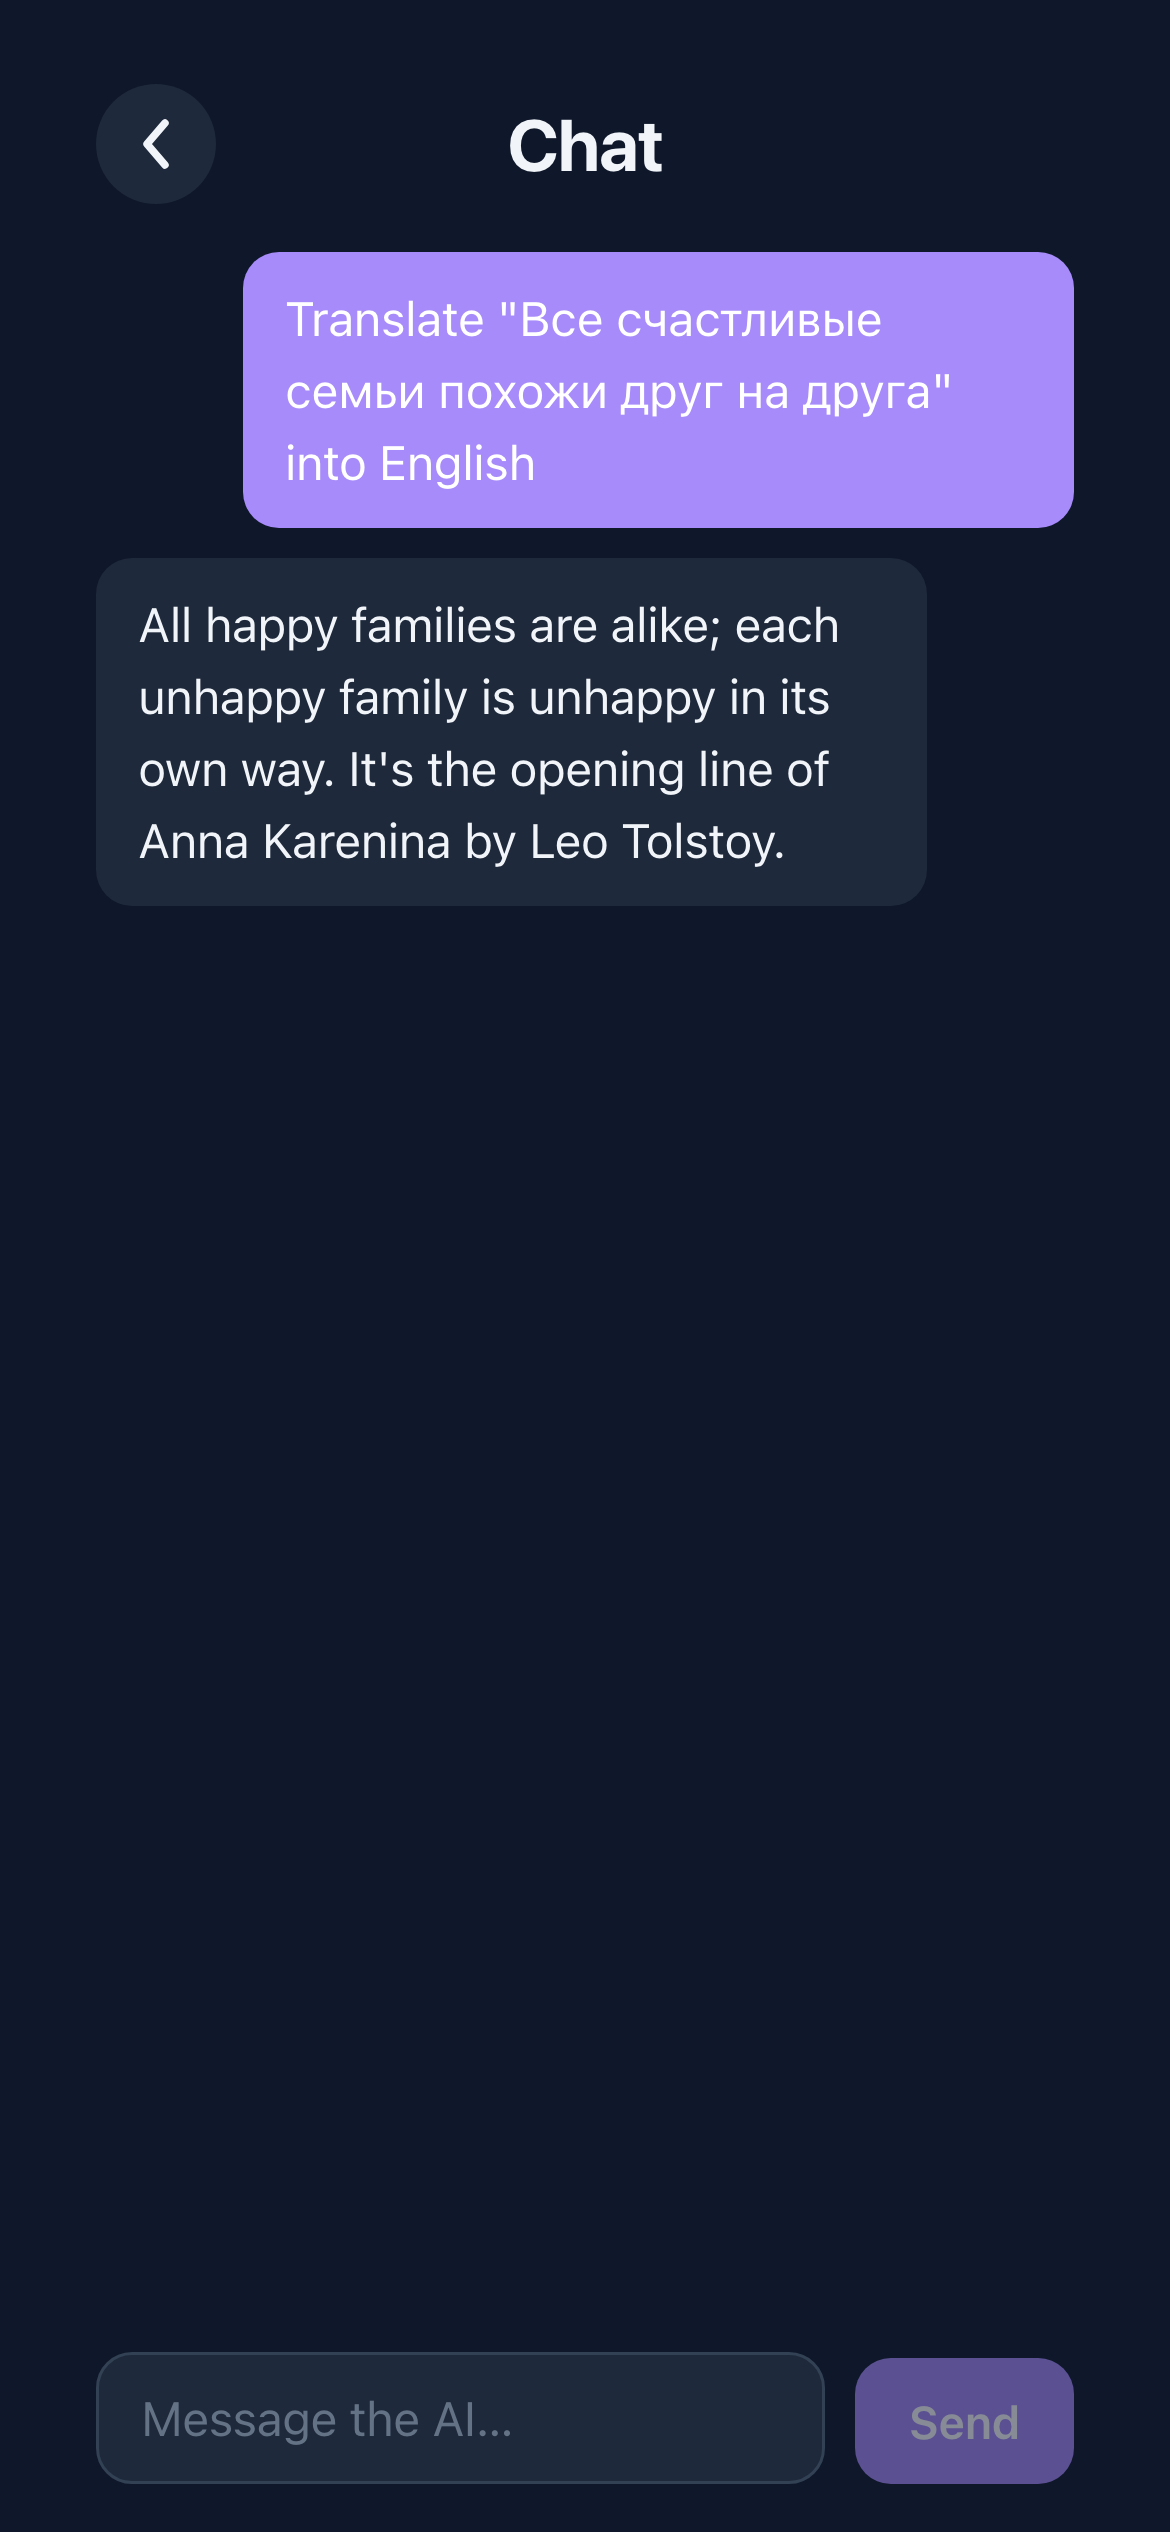 Chat
Translate "Все счастливые
семьи похожи друг на друга"
into English
All happy families are alike; each
unhappy family is unhappy in its
own way. It's the opening line of
Anna Karenina by Leo Tolstoy.
Message the AI...
Send